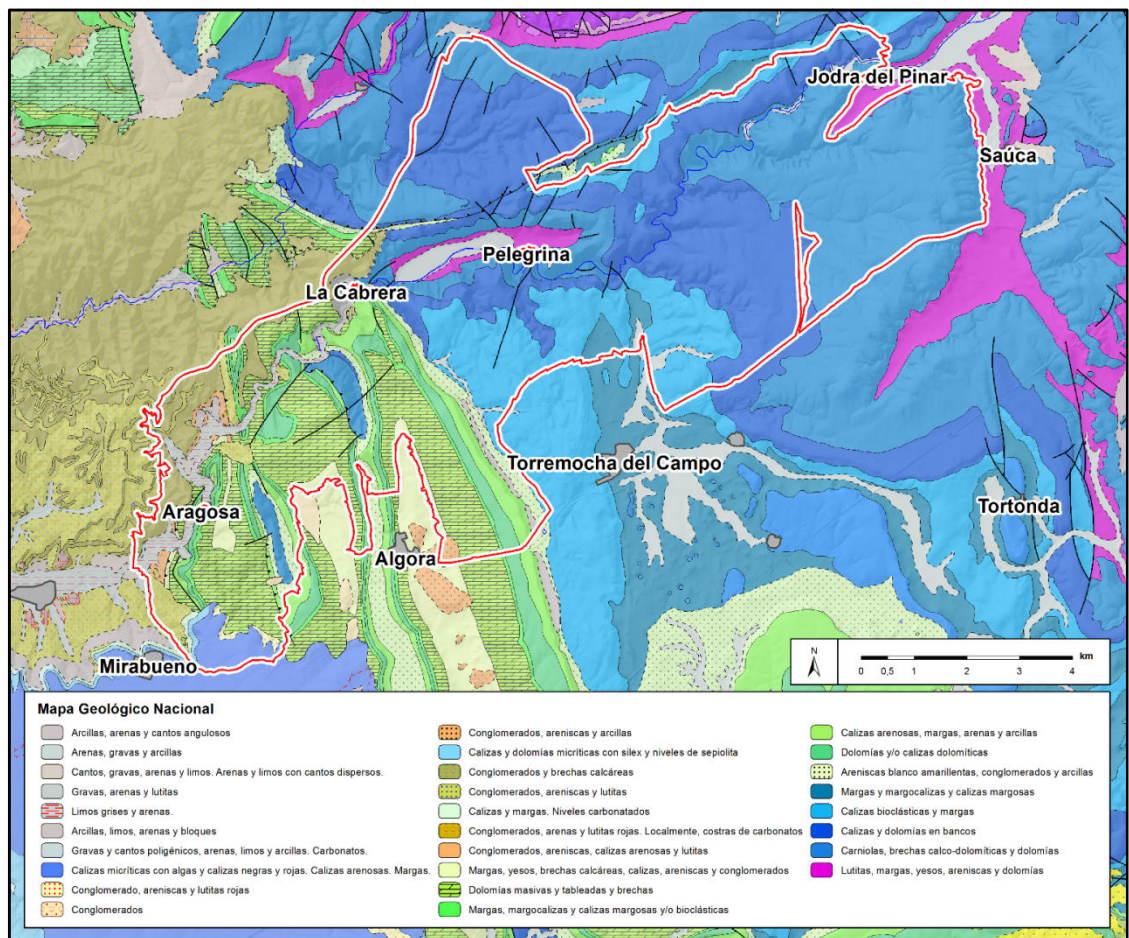 Jodra del Pinar
Saúca
Pelegrina
La Cabrera
Torremocha del Campo
Aragosa
Tortonda
Algora
Mirabueno
N
km
0 0,5 1 2 3 4
Mapa Geológico Nacional
Arcillas, arenas y cantos angulosos
Arenas, gravas y arcillas
Cantos, gravas, arenas y limos. Arenas y limos con cantos dispersos.
Gravas, arenas y lutitas
Limos grises y arenas.
Arcillas, limos, arenas y bloques
Gravas y cantos poligénicos, arenas, limos y arcillas. Carbonatos.
Calizas micríticas con algas y calizas negras y rojas. Calizas arenosas. Margas.
Conglomerado, areniscas y lutitas rojas
Conglomerados
Conglomerados, areniscas y arcillas
Calizas y dolomías micríticas con silex y niveles de sepiolita
Conglomerados y brechas calcáreas
Conglomerados, areniscas y lutitas
Calizas y margas. Niveles carbonatados
Conglomerados, arenas y lutitas rojas. Localmente, costras de carbonatos
Conglomerados, areniscas, calizas arenosas y lutitas
Margas, yesos, brechas calcáreas, calizas, areniscas y conglomerados
Dolomías masivas y tableadas y brechas
Margas, margocalizas y calizas margosas y/o bioclásticas
Calizas arenosas, margas, arenas y arcillas
Dolomías y/o calizas dolomíticas
Areniscas blanco amarillentas, conglomerados y arcillas
Margas y margocalizas y calizas margosas
Calizas bioclásticas y margas
Calizas y dolomías en bancos
Carniolas, brechas calco-dolomíticas y dolomías
Lutitas, margas, yesos, areniscas y dolomías